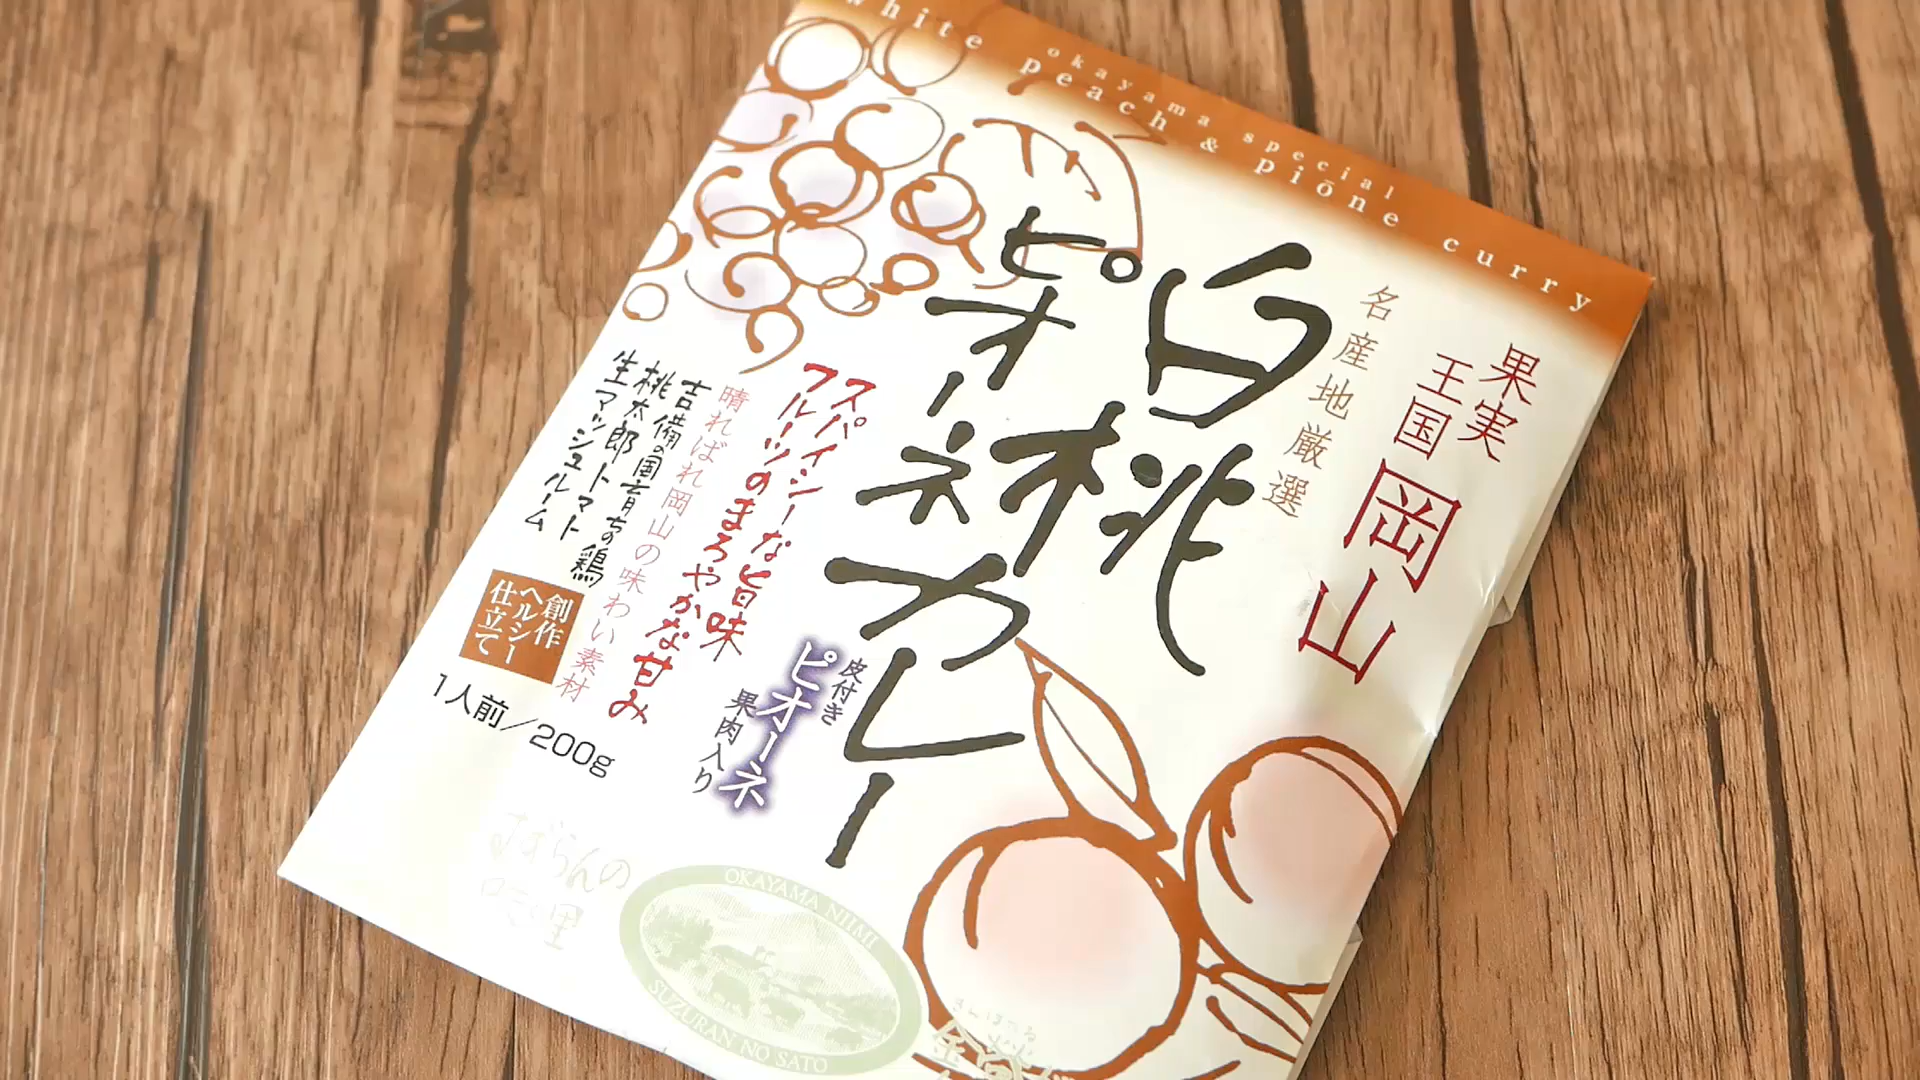 okayama special
white peach & pione curry
果実
王国
岡山
名産地厳選
白桃
ピオーネカレー
スパイシーな旨味
フルーツのまろやかな甘み
皮付き
ピオーネ
果肉入り
晴ればれ岡山の味わい素材
吉備の国育ちの鶏
桃太郎トマト
生マッシュルーム
創作
ヘルシー
仕立て
1人前/200g
すずらんの
OKAYAMA NIIMI
SUZURAN NO SATO